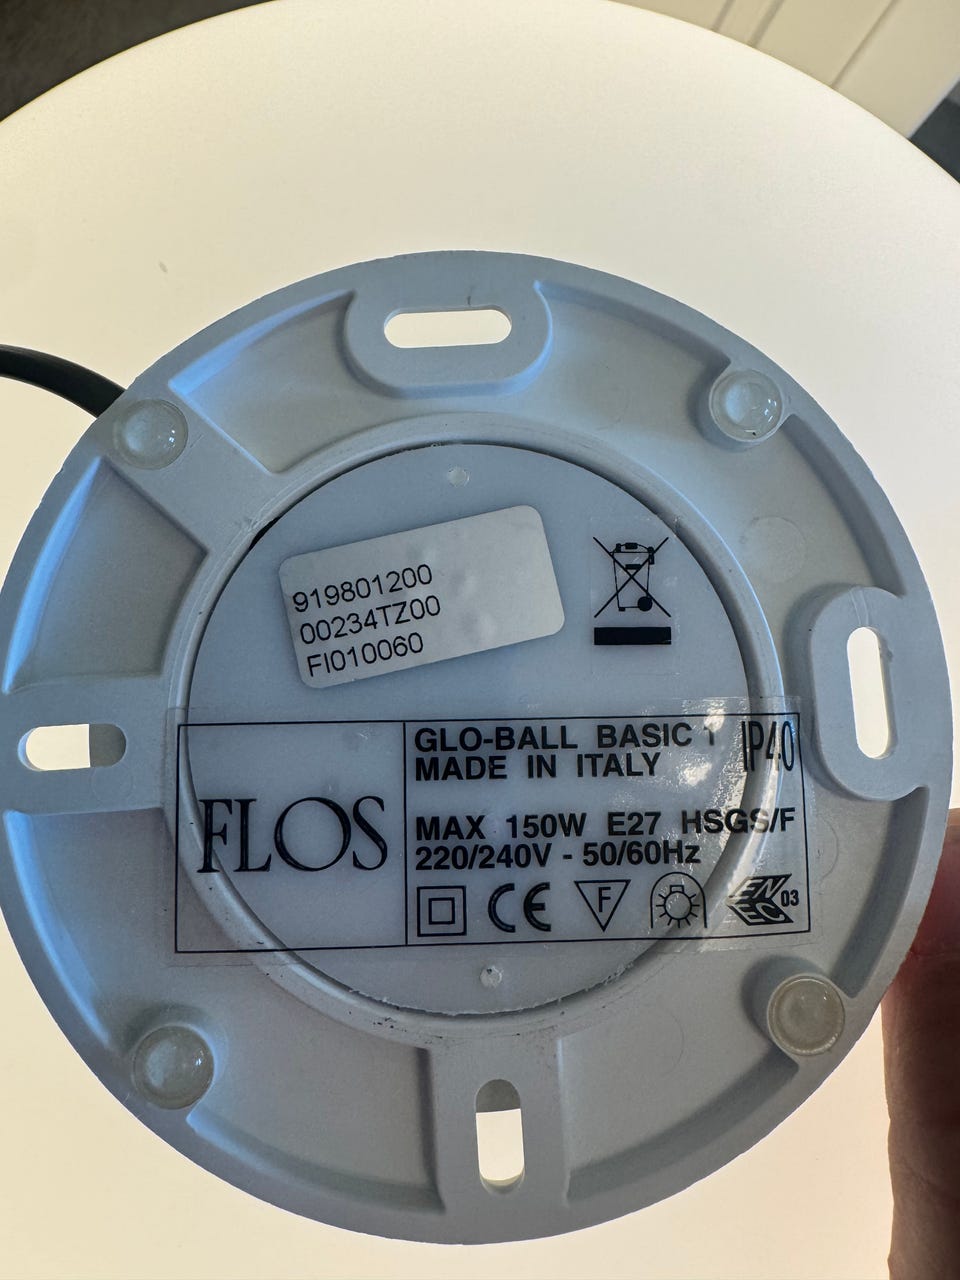 919801200
00234TZ00
FI010060
GLO-BALL BASIC 1 IP40
MADE IN ITALY
FLOS
MAX 150W E27 HSGS/F
220/240V - 50/60Hz
CE F ENEC 03